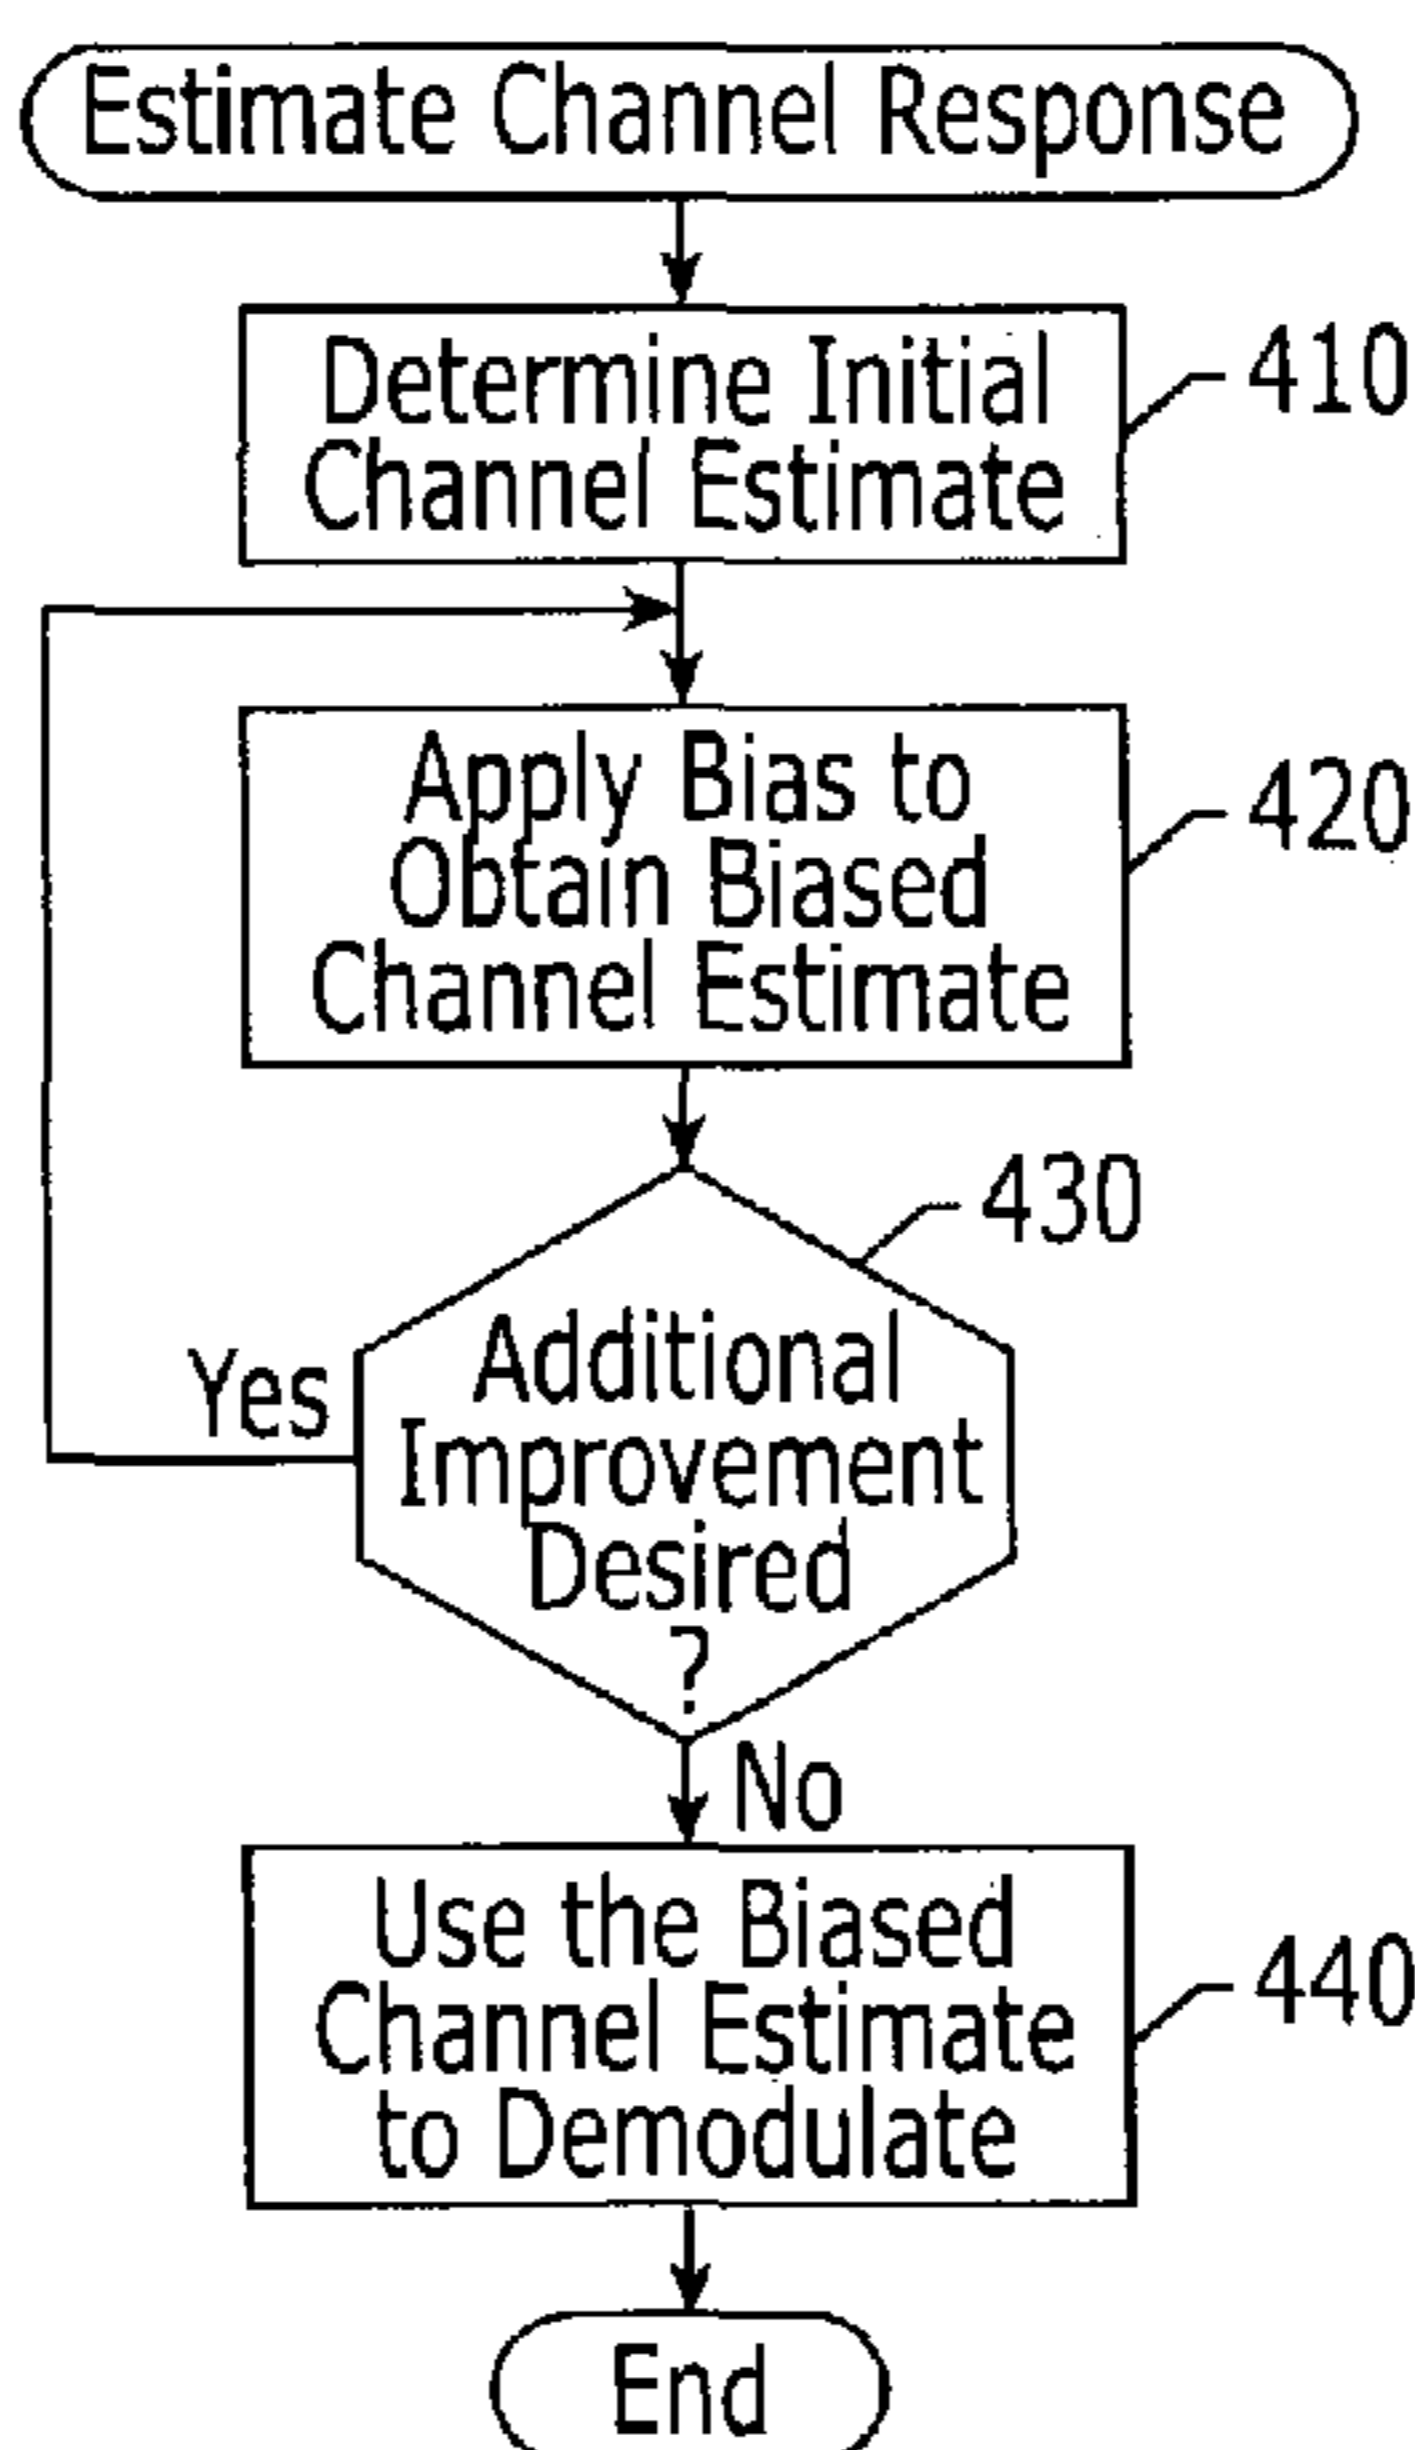 Estimate Channel Response
Determine Initial
Channel Estimate
410
Apply Bias to
Obtain Biased
Channel Estimate
420
430
Additional
Improvement
Desired
?
Yes
No
Use the Biased
Channel Estimate
to Demodulate
440
End